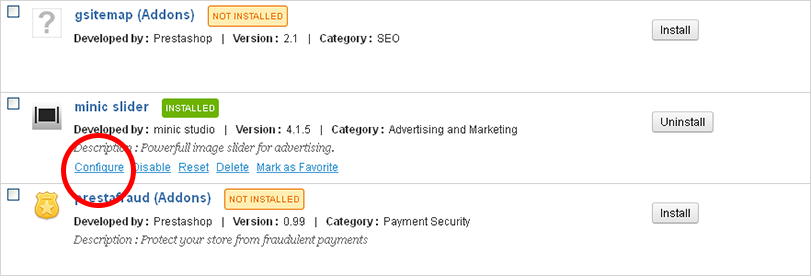 gsitemap (Addons) NOT INSTALLED
Developed by : Prestashop | Version : 2.1 | Category : SEO
Install
minic slider INSTALLED
Developed by : minic studio | Version : 4.1.5 | Category : Advertising and Marketing
Uninstall
Description : Powerfull image slider for advertising.
Configure Disable Reset Delete Mark as Favorite
prestafraud (Addons) NOT INSTALLED
Developed by : Prestashop | Version : 0.99 | Category : Payment Security
Install
Description : Protect your store from fraudulent payments